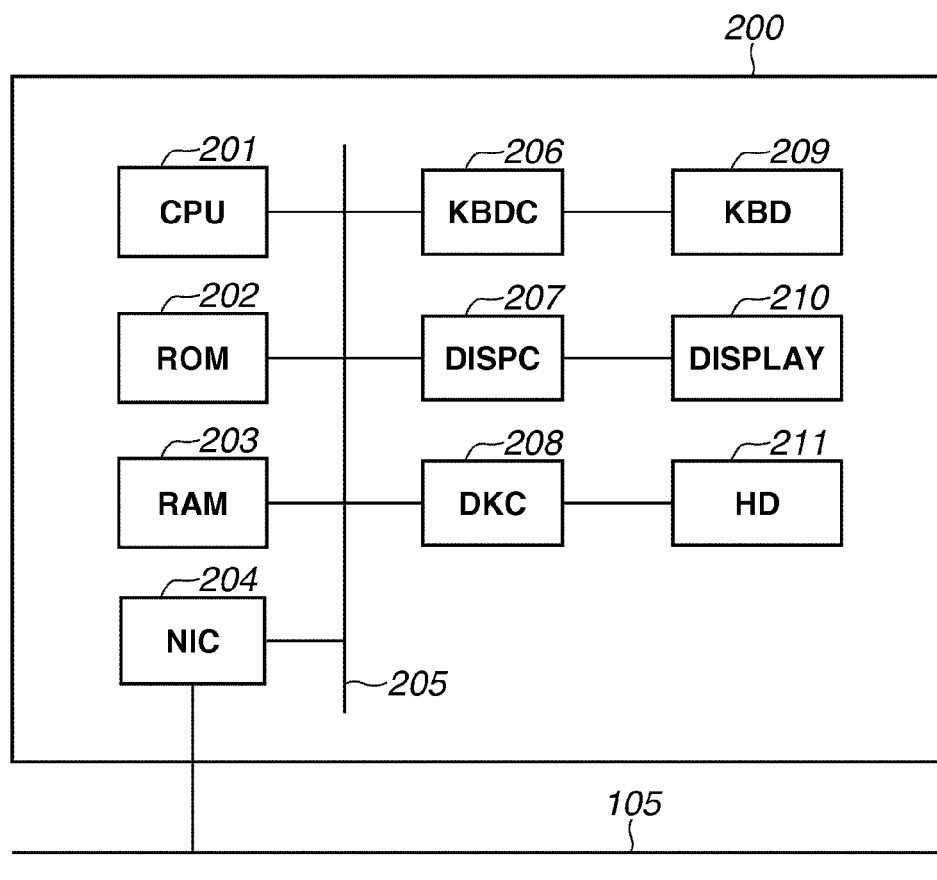 200
201 206 209
CPU KBDC KBD
202 207 210
ROM DISPC DISPLAY
203 208 211
RAM DKC HD
204
NIC
205
105